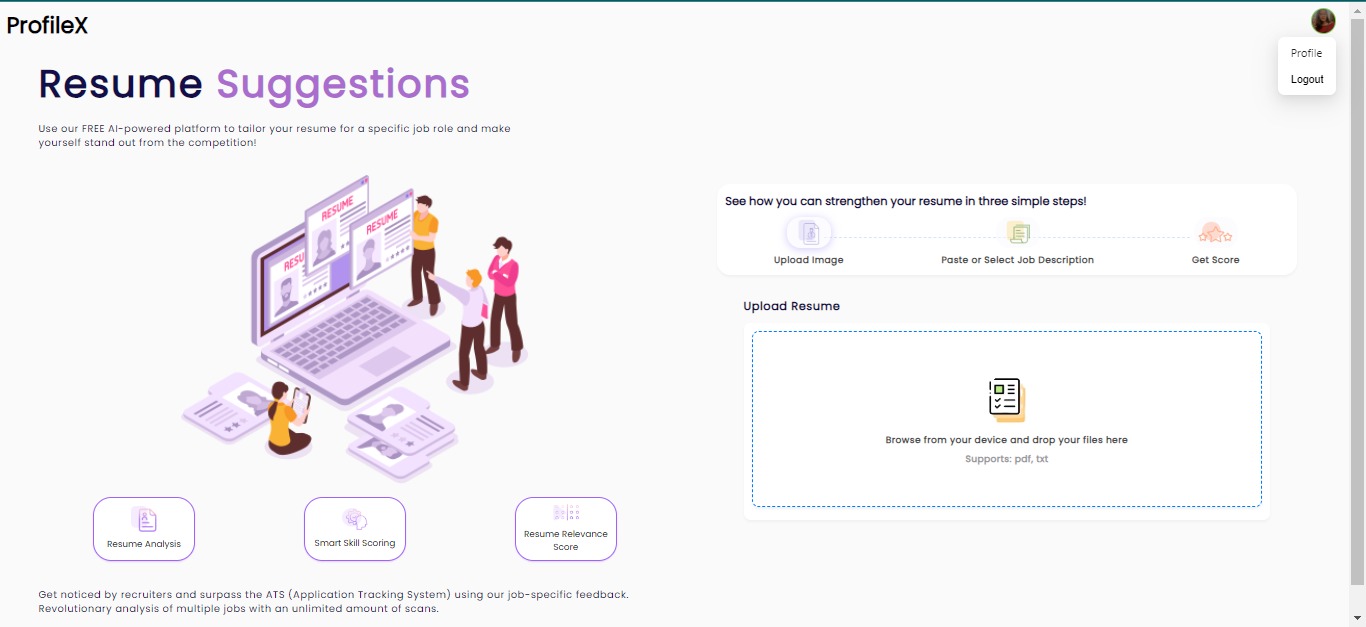 ProfileX
Profile
Logout
Resume Suggestions
Use our FREE AI-powered platform to tailor your resume for a specific job role and make
yourself stand out from the competition!
RESUME
RESUME
RESU
See how you can strengthen your resume in three simple steps!
Upload Image
Paste or Select Job Description
Get Score
Upload Resume
Browse from your device and drop your files here
Supports: pdf, txt
Resume Analysis
Smart Skill Scoring
Resume Relevance
Score
Get noticed by recruiters and surpass the ATS (Application Tracking System) using our job-specific feedback.
Revolutionary analysis of multiple jobs with an unlimited amount of scans.